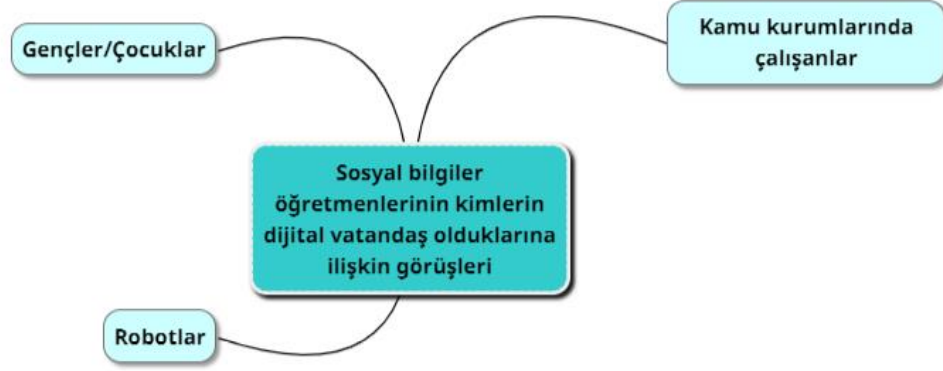 Gençler/Çocuklar
Kamu kurumlarında
çalışanlar
Sosyal bilgiler
öğretmenlerinin kimlerin
dijital vatandaş olduklarına
ilişkin görüşleri
Robotlar